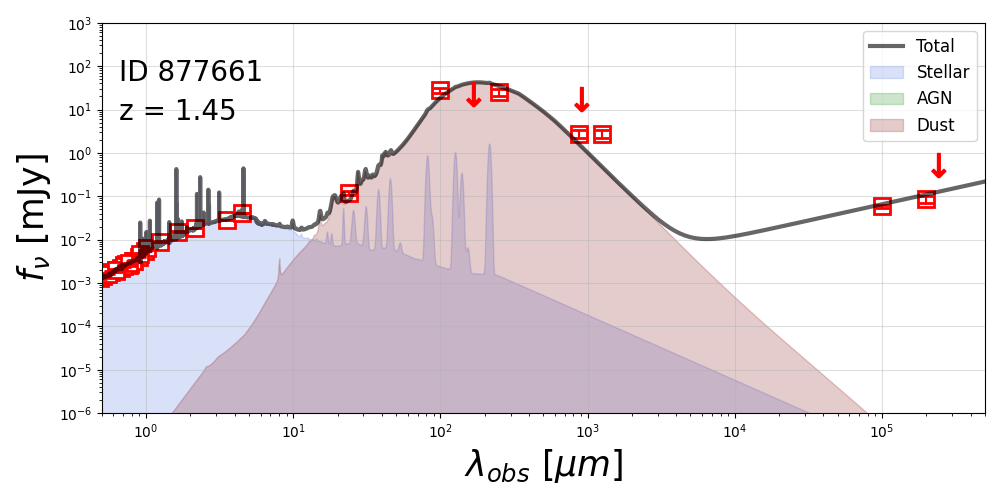 ID 877661
z = 1.45
Total
Stellar
AGN
Dust
10³
10²
10¹
10⁰
10⁻¹
10⁻²
10⁻³
10⁻⁴
10⁻⁵
10⁻⁶
f_ν [mJy]
10⁰ 10¹ 10² 10³ 10⁴ 10⁵
λ_obs [μm]